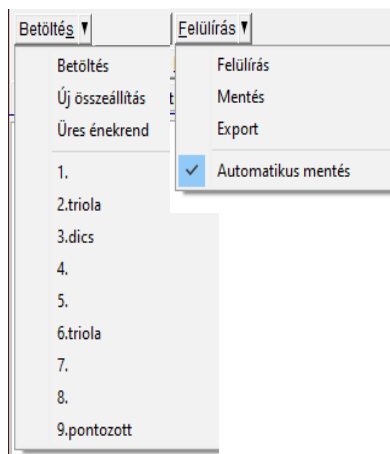 Betöltés ▼
Betöltés
Új összeállítás
Üres énekrend
1.
2.triola
3.dics
4.
5.
6.triola
7.
8.
9.pontozott
Felülírás ▼
Felülírás
Mentés
Export
Automatikus mentés